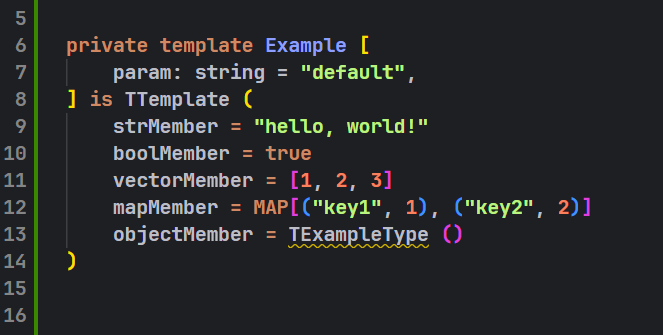 5
6 private template Example [
7     param: string = "default",
8 ] is TTemplate (
9     strMember = "hello, world!"
10     boolMember = true
11     vectorMember = [1, 2, 3]
12     mapMember = MAP[("key1", 1), ("key2", 2)]
13     objectMember = TExampleType ()
14 )
15
16